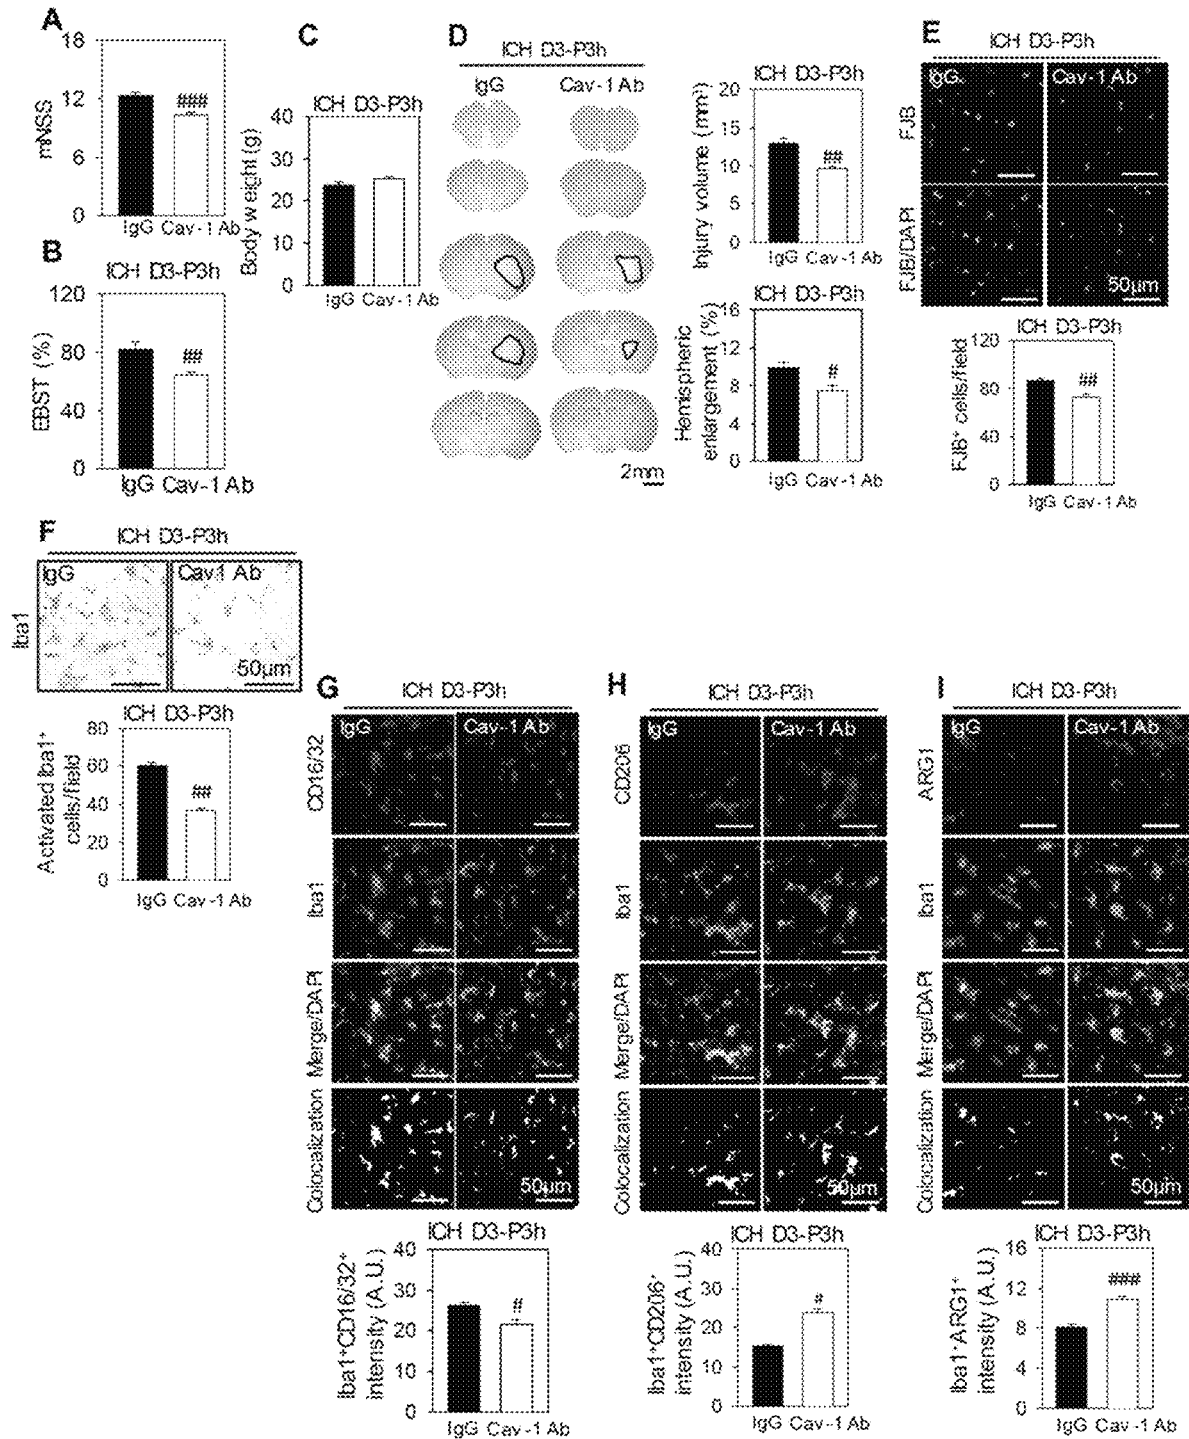 A
18
12
6
0
mNSS
###
IgG Cav-1 Ab
B
ICH D3-P3h
120
80
40
0
EBST (%)
##
IgG Cav-1 Ab
C
ICH D3-P3h
40
30
20
10
0
Body weight (g)
IgG Cav-1 Ab
D
ICH D3-P3h
IgG Cav-1 Ab
2mm
ICH D3-P3h
20
15
10
5
0
Injury volume (mm³)
##
IgG Cav-1 Ab
ICH D3-P3h
16
12
8
4
0
Hemispheric
enlargement (%)
#
IgG Cav-1 Ab
E
ICH D3-P3h
IgG Cav-1 Ab
FJB
FJB/DAPI
50μm
ICH D3-P3h
120
80
40
0
FJB⁺ cells/field
##
IgG Cav-1 Ab
F
ICH D3-P3h
IgG Cav1 Ab
Iba1
50μm
ICH D3-P3h
80
60
40
20
0
Activated Iba1⁺
cells/field
##
IgG Cav-1 Ab
G
ICH D3-P3h
IgG Cav-1 Ab
CD16/32
Iba1
Merge/DAPI
Colocalization
50μm
ICH D3-P3h
40
30
20
10
0
Iba1⁺CD16/32⁺
intensity (A.U.)
#
IgG Cav-1 Ab
H
ICH D3-P3h
IgG Cav-1 Ab
CD206
Iba1
Merge/DAPI
Colocalization
50μm
ICH D3-P3h
40
30
20
10
0
Iba1⁺CD206⁺
intensity (A.U.)
#
IgG Cav-1 Ab
I
ICH D3-P3h
IgG Cav-1 Ab
ARG1
Iba1
Merge/DAPI
Colocalization
50μm
ICH D3-P3h
16
12
8
4
0
Iba1⁺ARG1⁺
intensity (A.U.)
###
IgG Cav-1 Ab